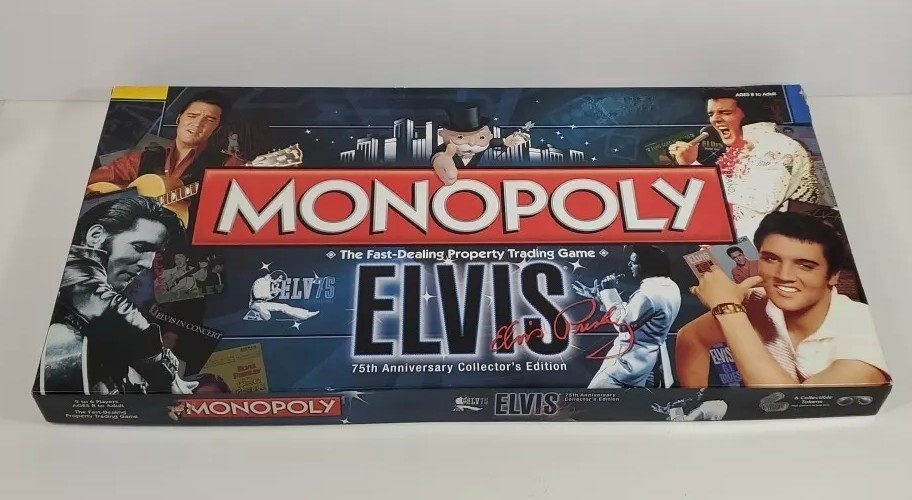 AGES 8 to Adult
MONOPOLY
The Fast-Dealing Property Trading Game
ELV75
ELVIS
Elvis Presley
75th Anniversary Collector's Edition
ELVIS IN CONCERT
ELVIS
2 to 6 Players
AGES 8 to Adult
The Fast-Dealing
Property Trading Game
MONOPOLY
ELV75
ELVIS
75th Anniversary
Collector's Edition
6 Collectible
Tokens